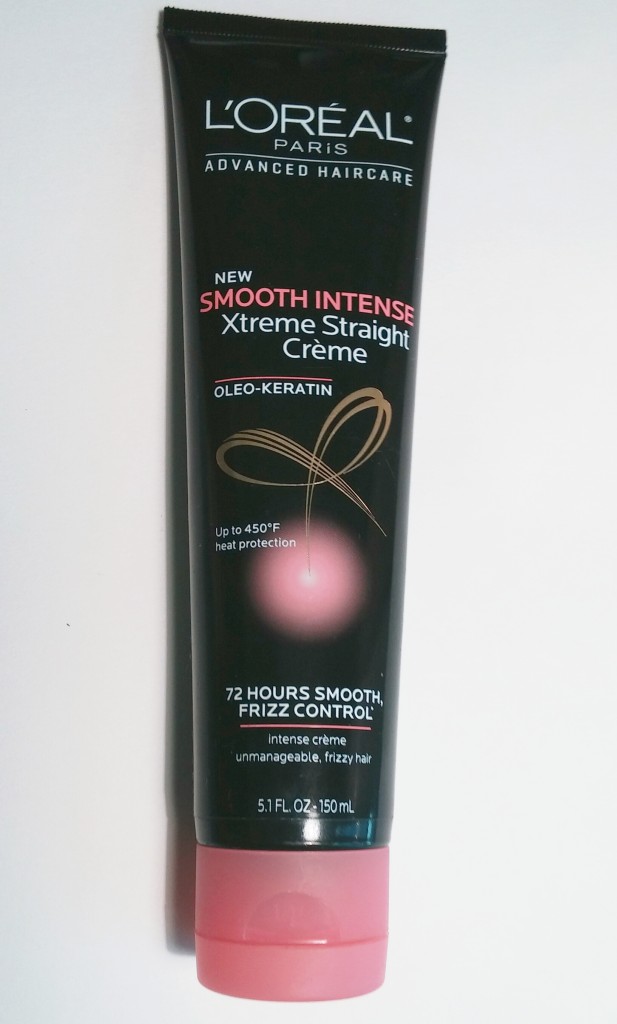 L'ORÉAL®
PARiS
ADVANCED HAIRCARE
NEW
SMOOTH INTENSE
Xtreme Straight
Crème
OLEO-KERATIN
Up to 450°F
heat protection
72 HOURS SMOOTH,
FRIZZ CONTROL*
intense crème
unmanageable, frizzy hair
5.1 FL. OZ - 150 mL